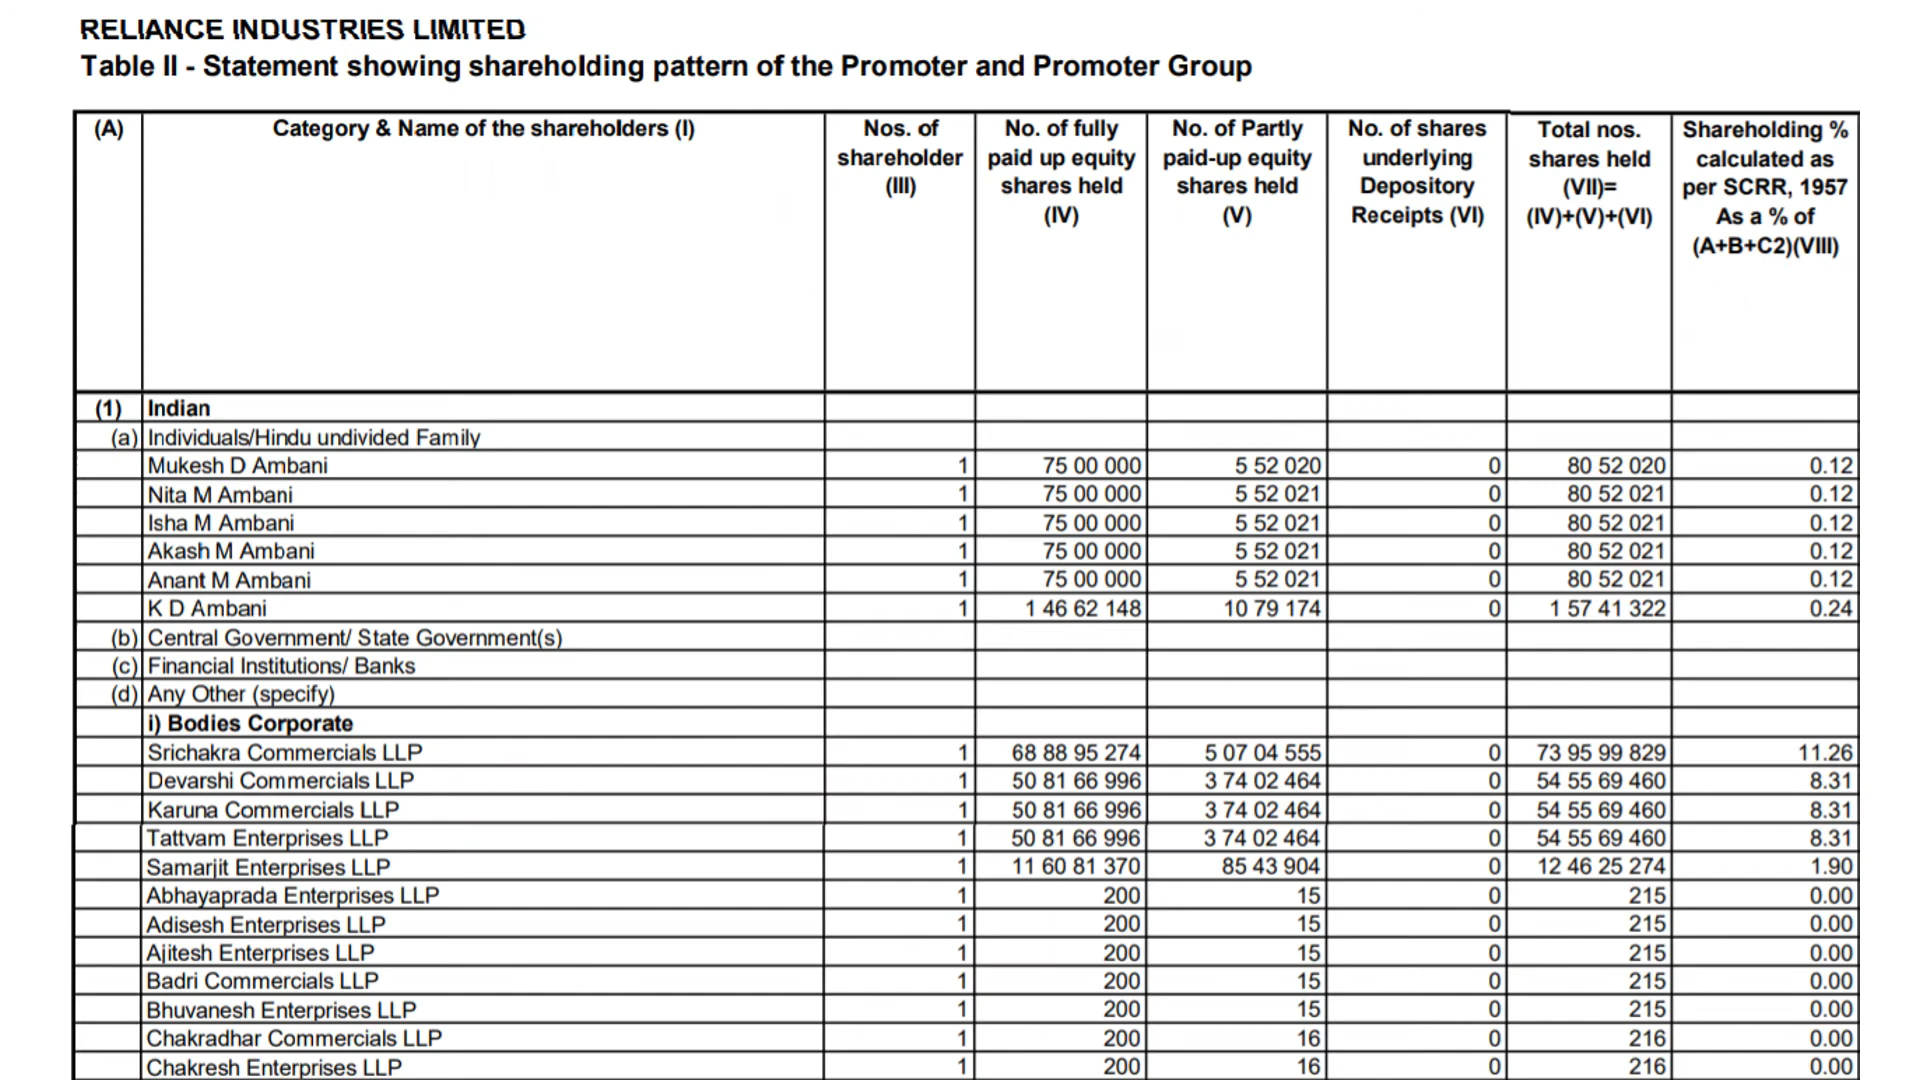 RELIANCE INDUSTRIES LIMITED
Table II - Statement showing shareholding pattern of the Promoter and Promoter Group
(A) Category & Name of the shareholders (I) Nos. of shareholder (III) No. of fully paid up equity shares held (IV) No. of Partly paid-up equity shares held (V) No. of shares underlying Depository Receipts (VI) Total nos. shares held (VII)= (IV)+(V)+(VI) Shareholding % calculated as per SCRR, 1957 As a % of (A+B+C2)(VIII)
(1) Indian
(a) Individuals/Hindu undivided Family
Mukesh D Ambani 1 75 00 000 5 52 020 0 80 52 020 0.12
Nita M Ambani 1 75 00 000 5 52 021 0 80 52 021 0.12
Isha M Ambani 1 75 00 000 5 52 021 0 80 52 021 0.12
Akash M Ambani 1 75 00 000 5 52 021 0 80 52 021 0.12
Anant M Ambani 1 75 00 000 5 52 021 0 80 52 021 0.12
K D Ambani 1 1 46 62 148 10 79 174 0 1 57 41 322 0.24
(b) Central Government/ State Government(s)
(c) Financial Institutions/ Banks
(d) Any Other (specify)
i) Bodies Corporate
Srichakra Commercials LLP 1 68 88 95 274 5 07 04 555 0 73 95 99 829 11.26
Devarshi Commercials LLP 1 50 81 66 996 3 74 02 464 0 54 55 69 460 8.31
Karuna Commercials LLP 1 50 81 66 996 3 74 02 464 0 54 55 69 460 8.31
Tattvam Enterprises LLP 1 50 81 66 996 3 74 02 464 0 54 55 69 460 8.31
Samarjit Enterprises LLP 1 11 60 81 370 85 43 904 0 12 46 25 274 1.90
Abhayaprada Enterprises LLP 1 200 15 0 215 0.00
Adisesh Enterprises LLP 1 200 15 0 215 0.00
Ajitesh Enterprises LLP 1 200 15 0 215 0.00
Badri Commercials LLP 1 200 15 0 215 0.00
Bhuvanesh Enterprises LLP 1 200 15 0 215 0.00
Chakradhar Commercials LLP 1 200 16 0 216 0.00
Chakresh Enterprises LLP 1 200 16 0 216 0.00